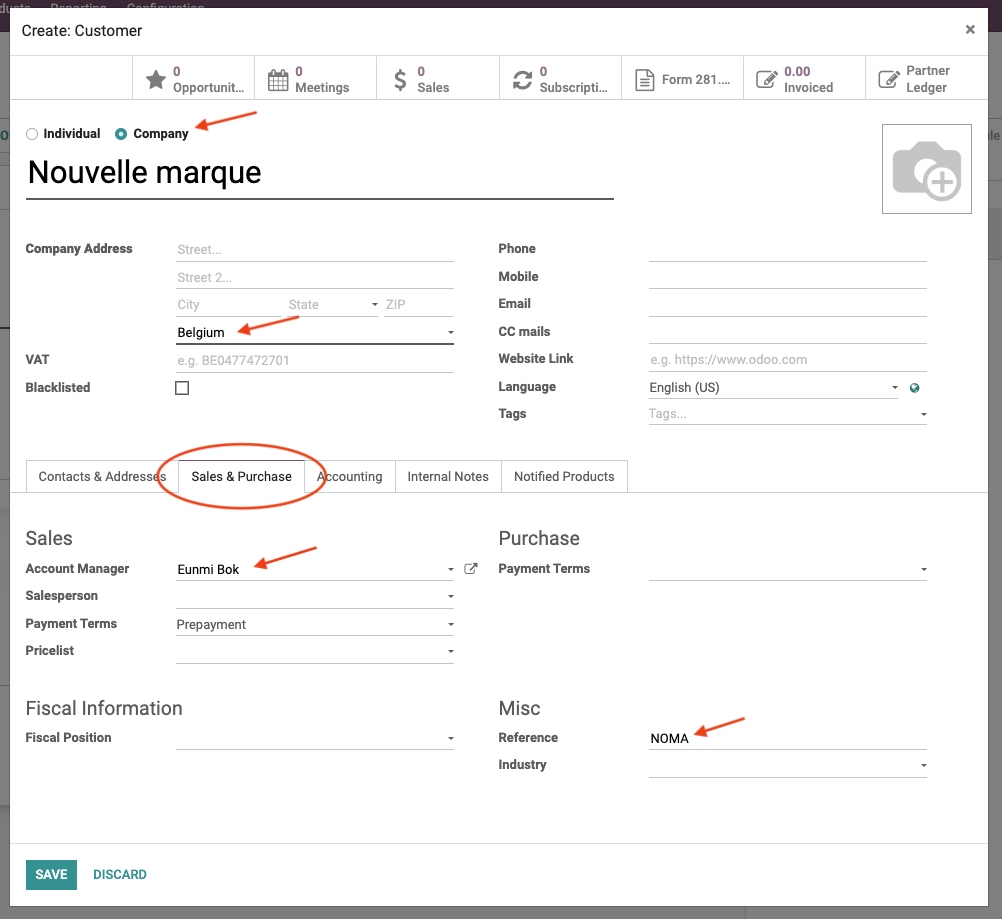 Reporting
Configuration
Create: Customer
×
0
Opportunit...
0
Meetings
0
Sales
0
Subscripti...
Form 281....
0.00
Invoiced
Partner
Ledger
Individual
Company
Nouvelle marque
Company Address
Street...
Street 2...
City
State
ZIP
Belgium
VAT
e.g. BE0477472701
Blacklisted
Phone
Mobile
Email
CC mails
Website Link
e.g. https://www.odoo.com
Language
English (US)
Tags
Tags...
Contacts & Addresses
Sales & Purchase
Accounting
Internal Notes
Notified Products
Sales
Account Manager
Eunmi Bok
Salesperson
Payment Terms
Prepayment
Pricelist
Purchase
Payment Terms
Fiscal Information
Fiscal Position
Misc
Reference
NOMA
Industry
SAVE
DISCARD